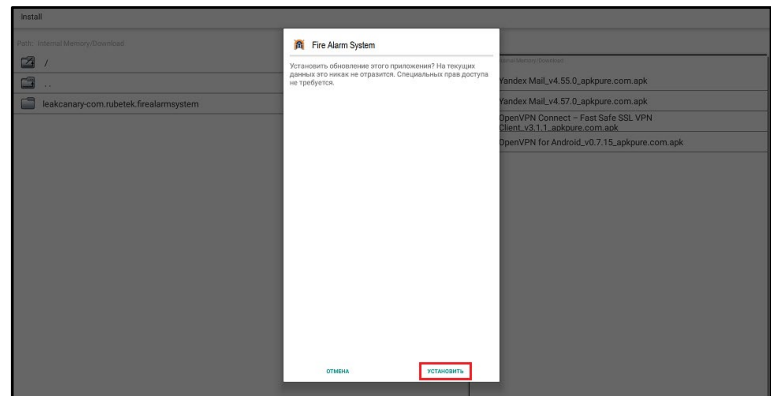 Install
Path: Internal Memory/Download
Fire Alarm System
/
Установить обновление этого приложения? На текущих
данных это никак не отразится. Специальных прав доступа
не требуется.
. .
leakcanary-com.rubetek.firealarmsystem
Yandex Mail_v4.55.0_apkpure.com.apk
Yandex Mail_v4.57.0_apkpure.com.apk
OpenVPN Connect – Fast Safe SSL VPN
Client_v3.1.1_apkpure.com.apk
OpenVPN for Android_v0.7.15_apkpure.com.apk
ОТМЕНА
УСТАНОВИТЬ